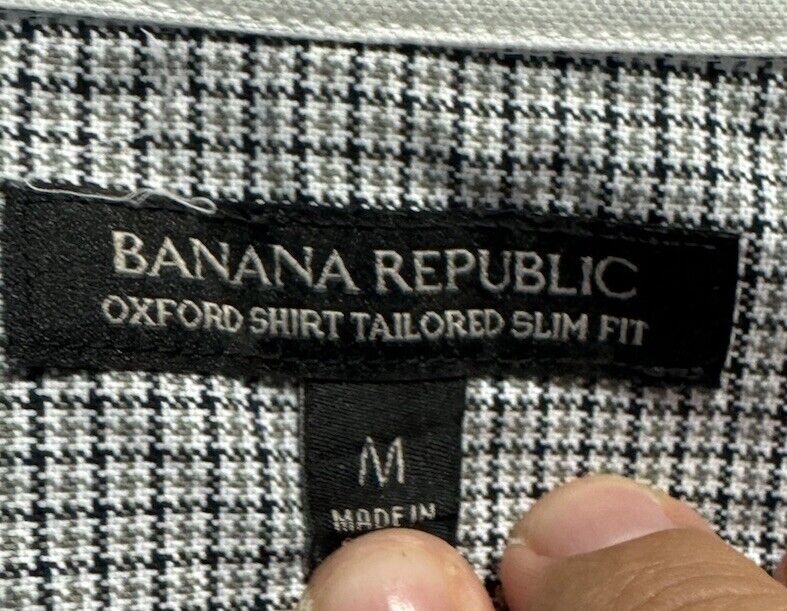 BANANA REPUBLIC
OXFORD SHIRT TAILORED SLIM FIT
M
MADE IN